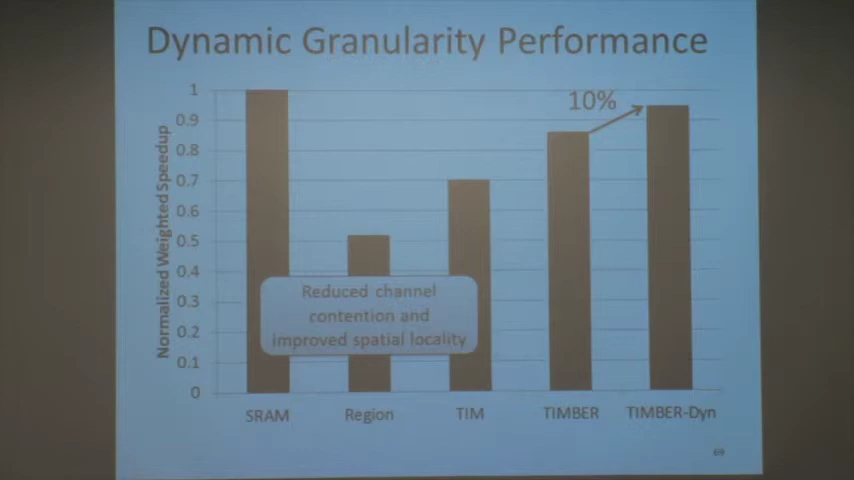 Dynamic Granularity Performance
Normalized Weighted Speedup
1
0.9
0.8
0.7
0.6
0.5
0.4
0.3
0.2
0.1
0
10%
Reduced channel
contention and
improved spatial locality
SRAM
Region
TIM
TIMBER
TIMBER-Dyn
69